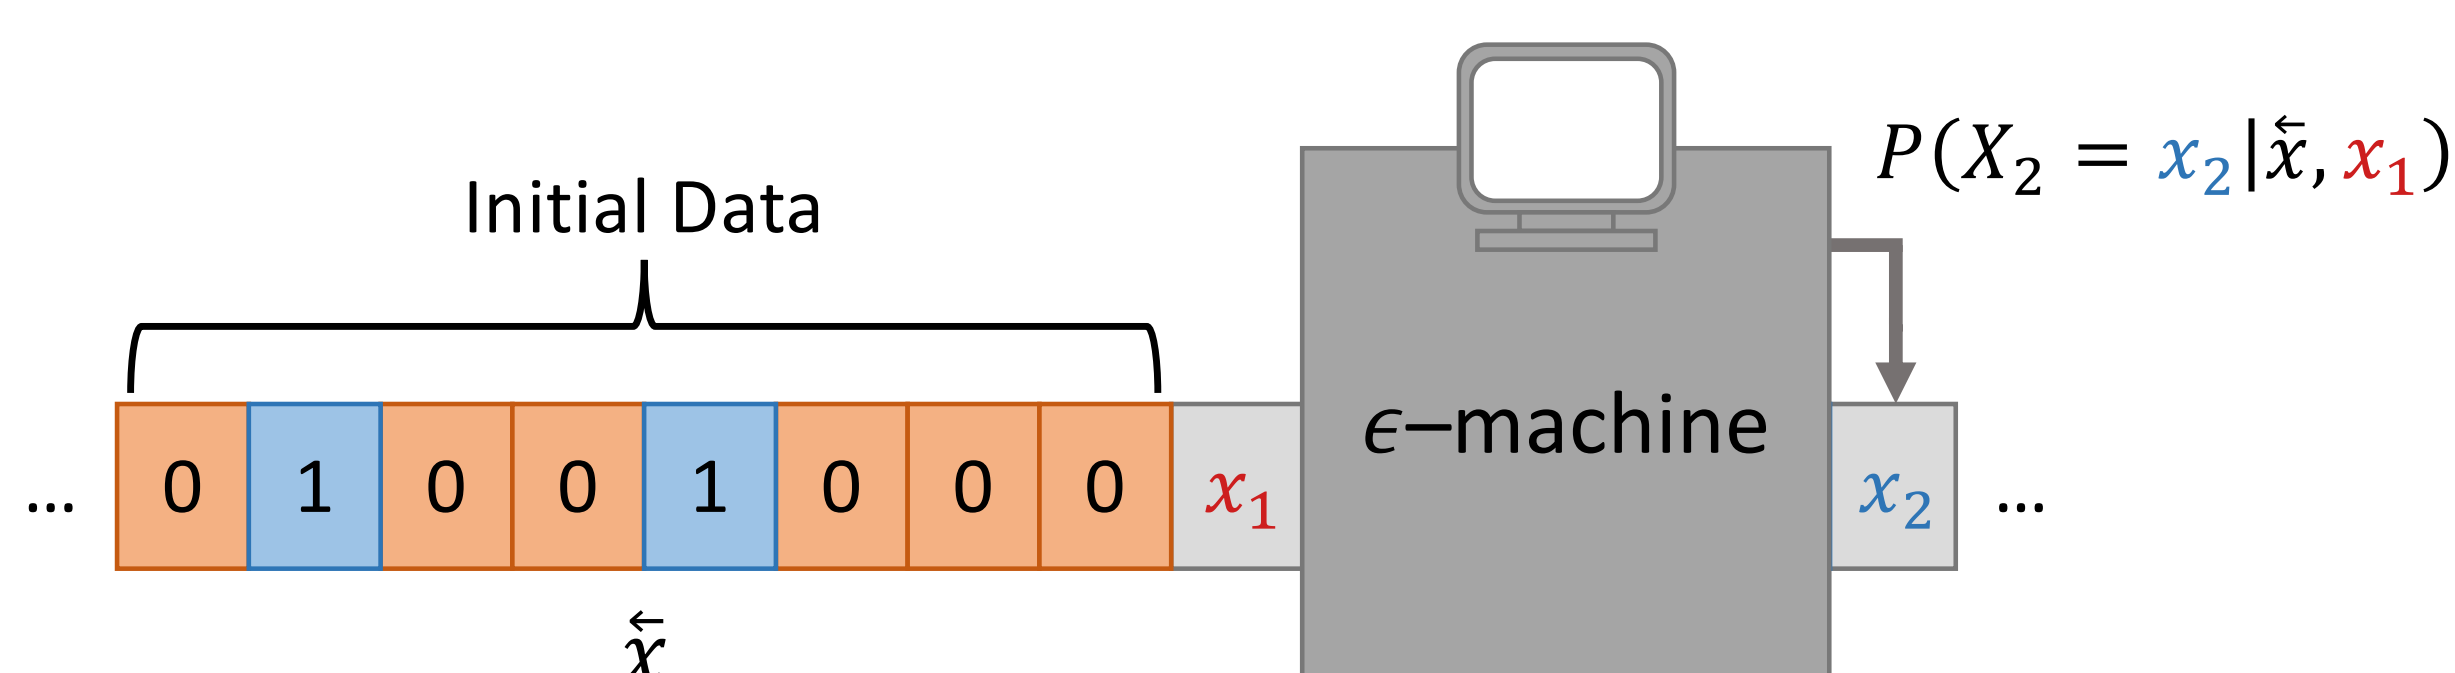 P(X₂ = x₂|x⃖, x₁)
Initial Data
ϵ–machine
... 0 1 0 0 1 0 0 0 x₁ x₂ ...
x⃖